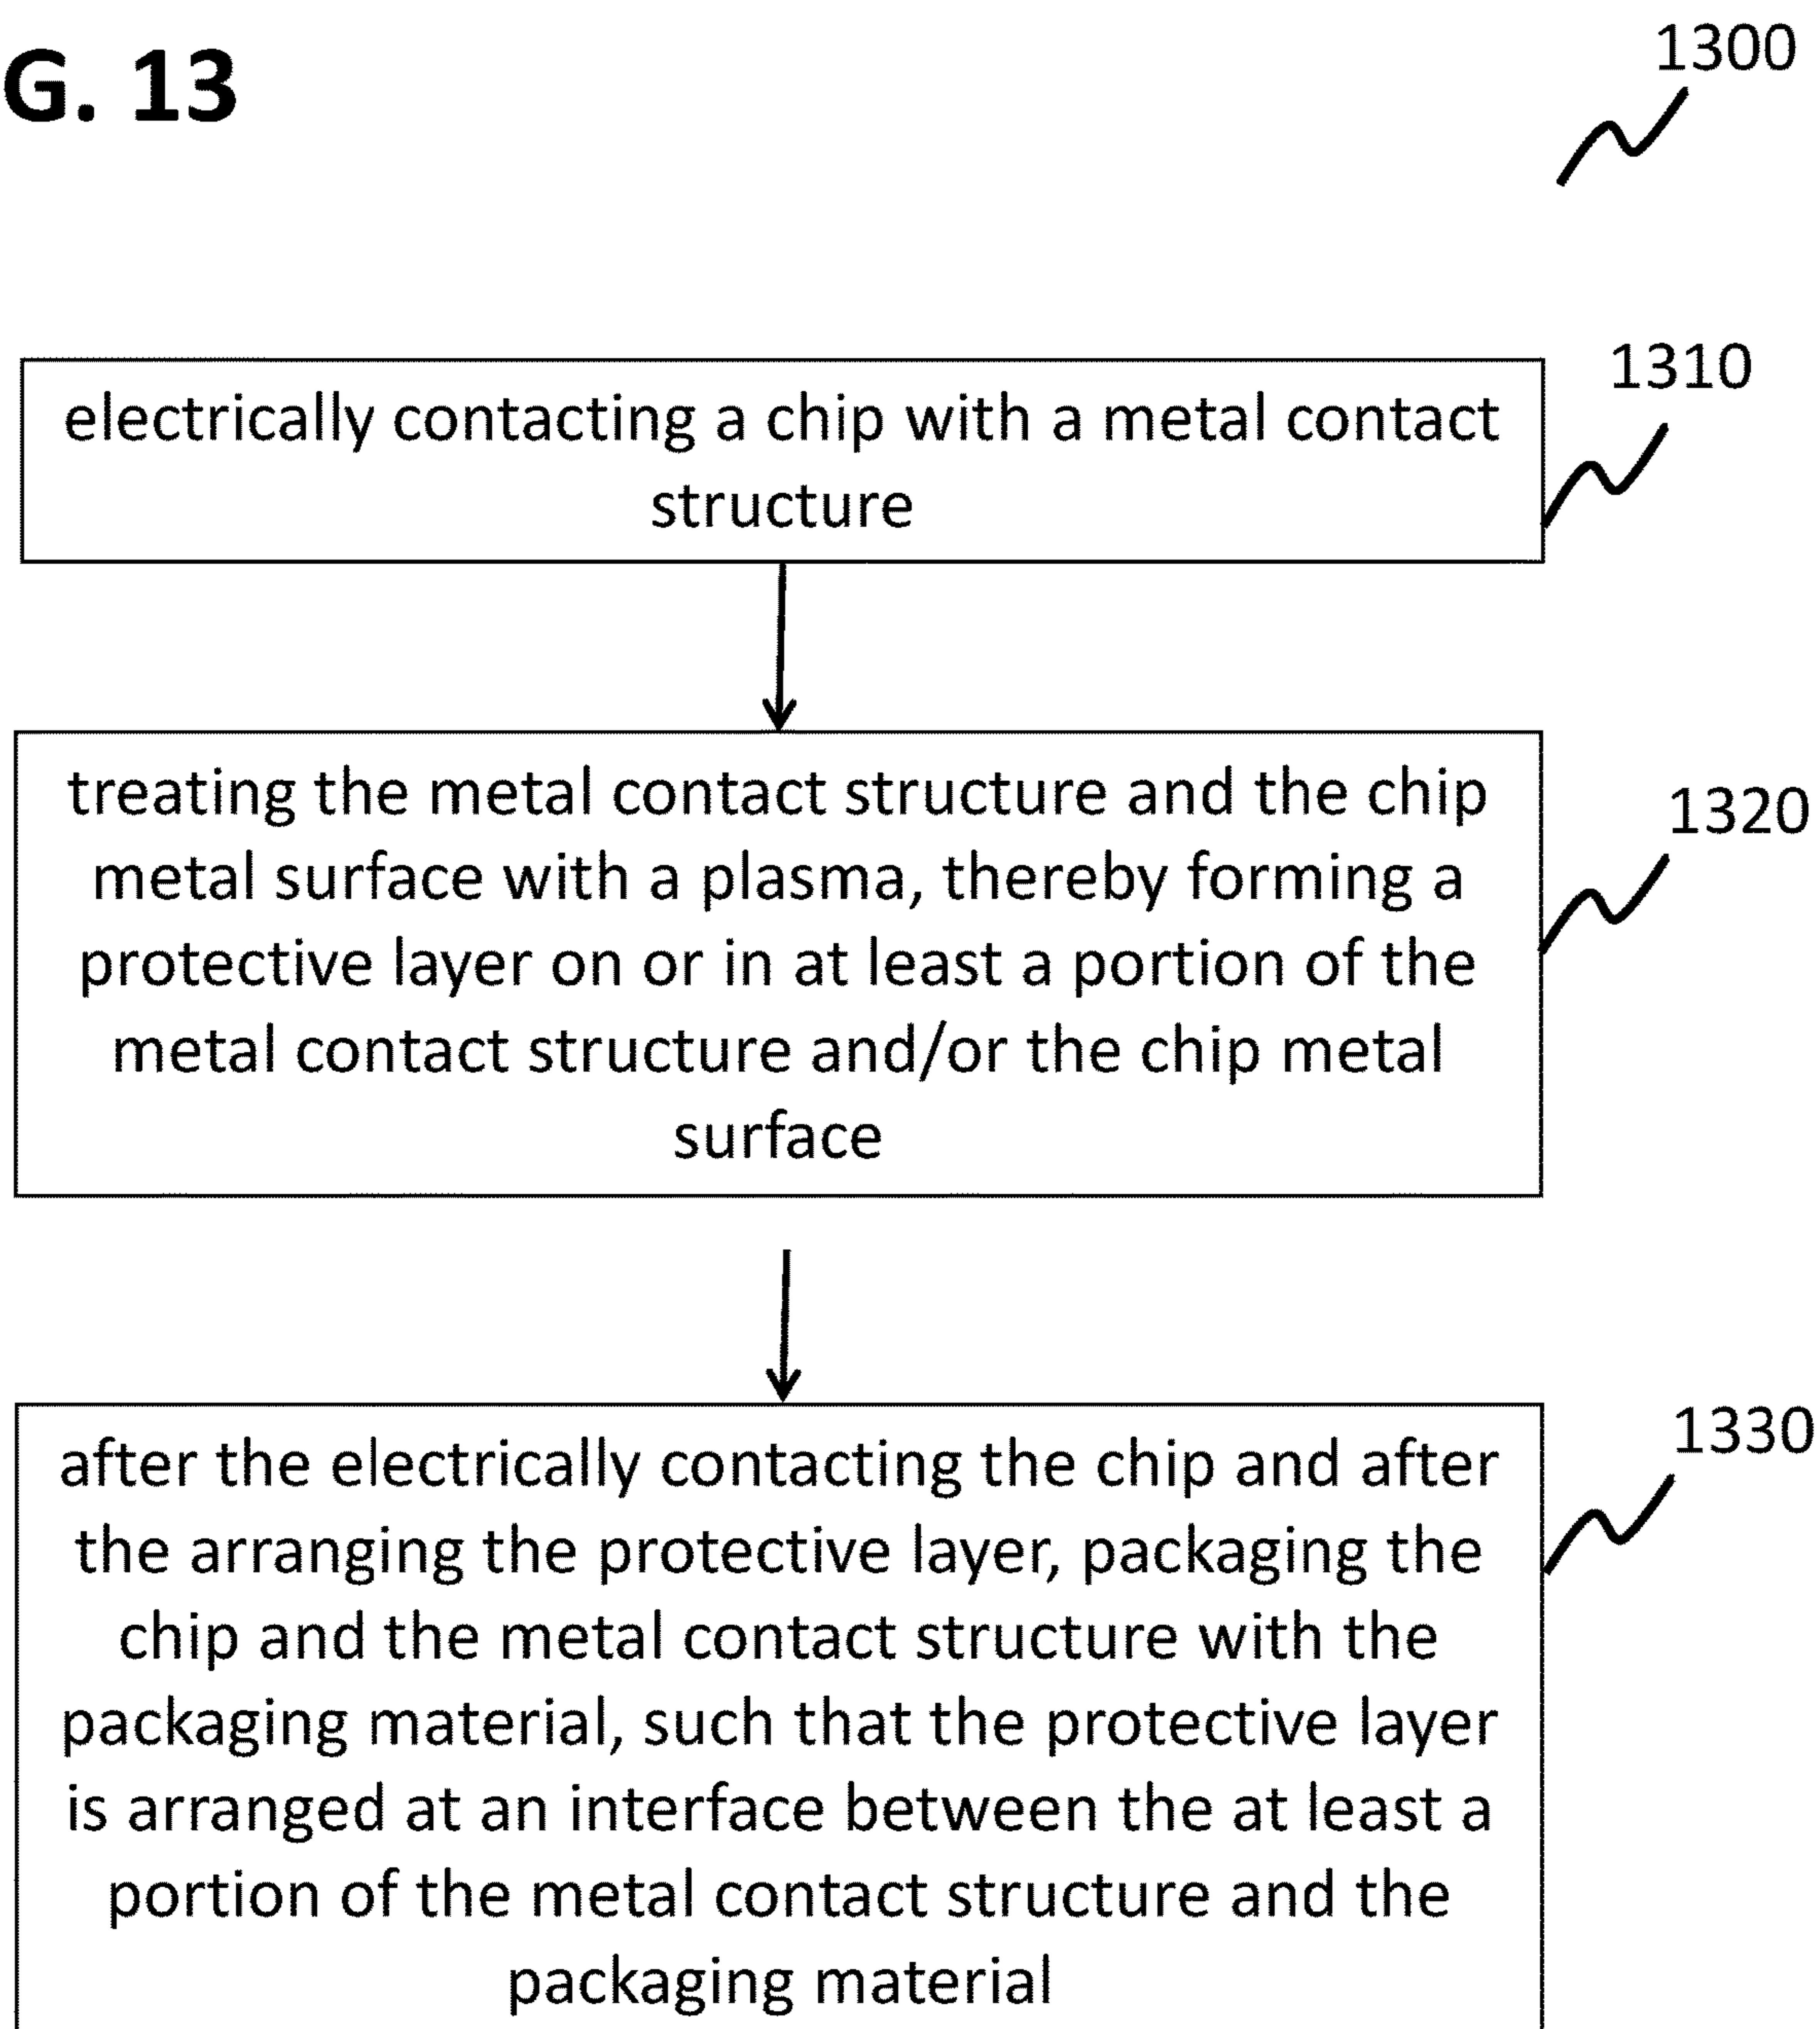 G. 13
1300
1310
electrically contacting a chip with a metal contact
structure
1320
treating the metal contact structure and the chip
metal surface with a plasma, thereby forming a
protective layer on or in at least a portion of the
metal contact structure and/or the chip metal
surface
1330
after the electrically contacting the chip and after
the arranging the protective layer, packaging the
chip and the metal contact structure with the
packaging material, such that the protective layer
is arranged at an interface between the at least a
portion of the metal contact structure and the
packaging material